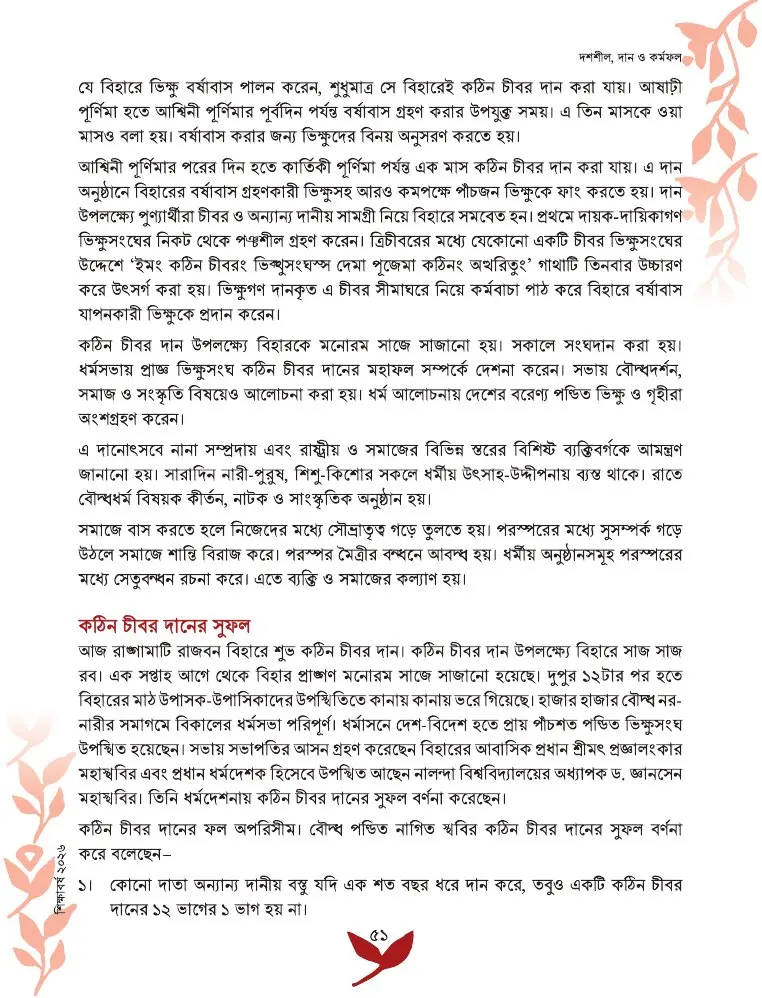 দশশীল, দান ও কর্মফল
যে বিহারে ভিক্ষু বর্ষাবাস পালন করেন, শুধুমাত্র সে বিহারেই কঠিন চীবর দান করা যায়। আষাঢ়ী
পূর্ণিমা হতে আশ্বিনী পূর্ণিমার পূর্বদিন পর্যন্ত বর্ষাবাস গ্রহণ করার উপযুক্ত সময়। এ তিন মাসকে ওয়া
মাসও বলা হয়। বর্ষাবাস করার জন্য ভিক্ষুদের বিনয় অনুসরণ করতে হয়।
আশ্বিনী পূর্ণিমার পরের দিন হতে কার্তিকী পূর্ণিমা পর্যন্ত এক মাস কঠিন চীবর দান করা যায়। এ দান
অনুষ্ঠানে বিহারের বর্ষাবাস গ্রহণকারী ভিক্ষুসহ আরও কমপক্ষে পাঁচজন ভিক্ষুকে ফাং করতে হয়। দান
উপলক্ষ্যে পুণ্যার্থীরা চীবর ও অন্যান্য দানীয় সামগ্রী নিয়ে বিহারে সমবেত হন। প্রথমে দায়ক-দায়িকাগণ
ভিক্ষুসংঘের নিকট থেকে পঞ্চশীল গ্রহণ করেন। ত্রিচীবরের মধ্যে যেকোনো একটি চীবর ভিক্ষুসংঘের
উদ্দেশে ‘ইমং কঠিন চীবরং ভিক্খুসংঘস্স দেমা পূজেমা কঠিনং অত্থরিতুং’ গাথাটি তিনবার উচ্চারণ
করে উৎসর্গ করা হয়। ভিক্ষুগণ দানকৃত এ চীবর সীমাঘরে নিয়ে কর্মবাচা পাঠ করে বিহারে বর্ষাবাস
যাপনকারী ভিক্ষুকে প্রদান করেন।
কঠিন চীবর দান উপলক্ষ্যে বিহারকে মনোরম সাজে সাজানো হয়। সকালে সংঘদান করা হয়।
ধর্মসভায় প্রাজ্ঞ ভিক্ষুসংঘ কঠিন চীবর দানের মহাফল সম্পর্কে দেশনা করেন। সভায় বৌদ্ধদর্শন,
সমাজ ও সংস্কৃতি বিষয়েও আলোচনা করা হয়। ধর্ম আলোচনায় দেশের বরেণ্য পন্ডিত ভিক্ষু ও গৃহীরা
অংশগ্রহণ করেন।
এ দানোৎসবে নানা সম্প্রদায় এবং রাষ্ট্রীয় ও সমাজের বিভিন্ন স্তরের বিশিষ্ট ব্যক্তিবর্গকে আমন্ত্রণ
জানানো হয়। সারাদিন নারী-পুরুষ, শিশু-কিশোর সকলে ধর্মীয় উৎসাহ-উদ্দীপনায় ব্যস্ত থাকে। রাতে
বৌদ্ধধর্ম বিষয়ক কীর্তন, নাটক ও সাংস্কৃতিক অনুষ্ঠান হয়।
সমাজে বাস করতে হলে নিজেদের মধ্যে সৌভ্রাতৃত্ব গড়ে তুলতে হয়। পরস্পরের মধ্যে সুসম্পর্ক গড়ে
উঠলে সমাজে শান্তি বিরাজ করে। পরস্পর মৈত্রীর বন্ধনে আবদ্ধ হয়। ধর্মীয় অনুষ্ঠানসমূহ পরস্পরের
মধ্যে সেতুবন্ধন রচনা করে। এতে ব্যক্তি ও সমাজের কল্যাণ হয়।
কঠিন চীবর দানের সুফল
আজ রাঙ্গামাটি রাজবন বিহারে শুভ কঠিন চীবর দান। কঠিন চীবর দান উপলক্ষ্যে বিহারে সাজ সাজ
রব। এক সপ্তাহ আগে থেকে বিহার প্রাঙ্গণ মনোরম সাজে সাজানো হয়েছে। দুপুর ১২টার পর হতে
বিহারের মাঠ উপাসক-উপাসিকাদের উপস্থিতিতে কানায় কানায় ভরে গিয়েছে। হাজার হাজার বৌদ্ধ নর-
নারীর সমাগমে বিকালের ধর্মসভা পরিপূর্ণ। ধর্মাসনে দেশ-বিদেশ হতে প্রায় পাঁচশত পন্ডিত ভিক্ষুসংঘ
উপস্থিত হয়েছেন। সভায় সভাপতির আসন গ্রহণ করেছেন বিহারের আবাসিক প্রধান শ্রীমৎ প্রজ্ঞালংকার
মহাস্থবির এবং প্রধান ধর্মদেশক হিসেবে উপস্থিত আছেন নালন্দা বিশ্ববিদ্যালয়ের অধ্যাপক ড. জ্ঞানসেন
মহাস্থবির। তিনি ধর্মদেশনায় কঠিন চীবর দানের সুফল বর্ণনা করেছেন।
কঠিন চীবর দানের ফল অপরিসীম। বৌদ্ধ পন্ডিত নাগিত স্থবির কঠিন চীবর দানের সুফল বর্ণনা
করে বলেছেন–
১। কোনো দাতা অন্যান্য দানীয় বস্তু যদি এক শত বছর ধরে দান করে, তবুও একটি কঠিন চীবর
দানের ১২ ভাগের ১ ভাগ হয় না।
শিক্ষাবর্ষ ২০২৬
৫১